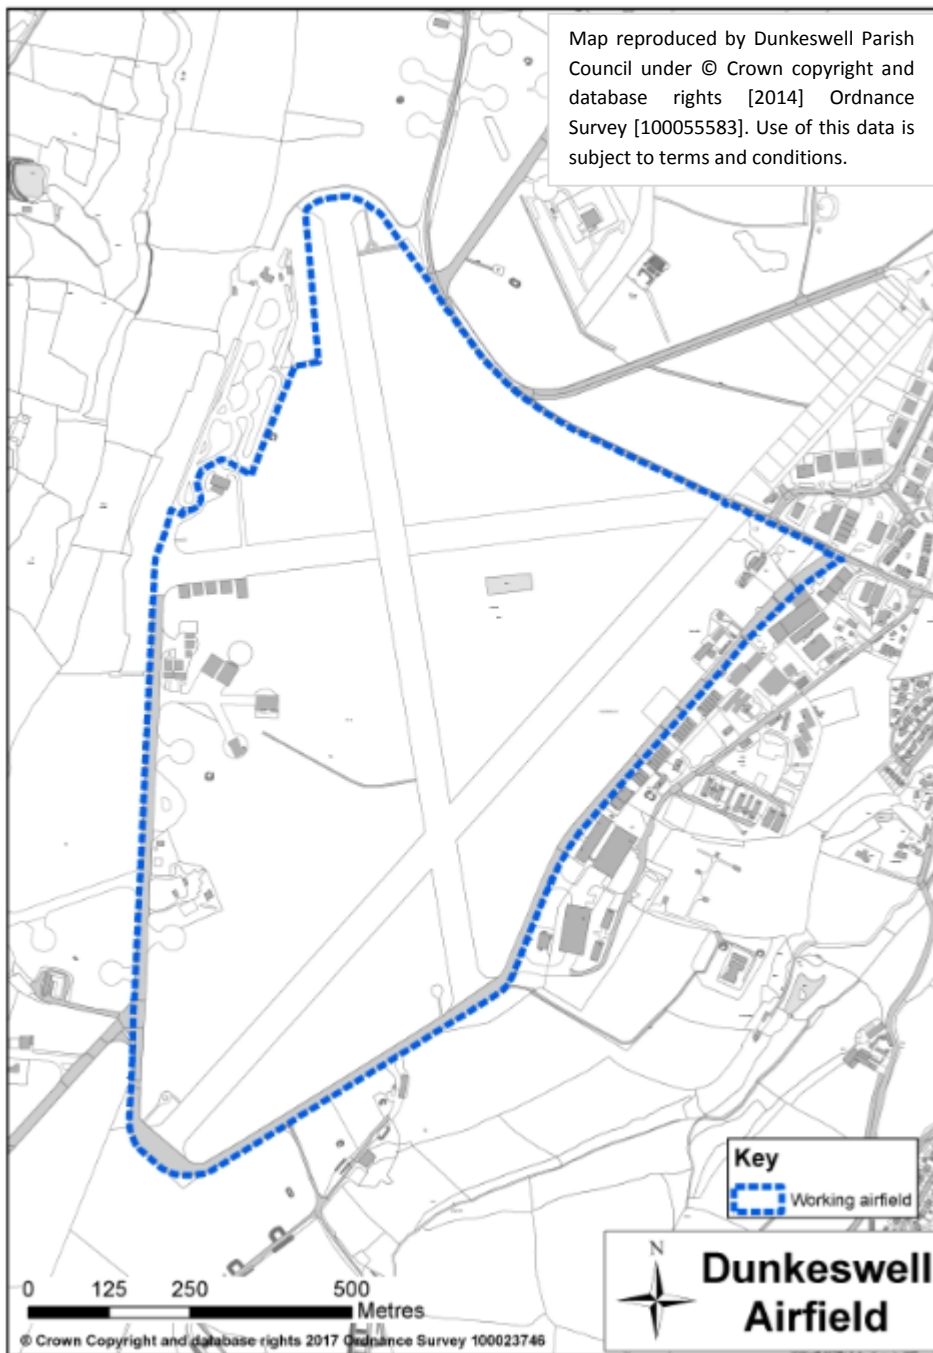 Map reproduced by Dunkeswell Parish
Council under © Crown copyright and
database rights [2014] Ordnance
Survey [100055583]. Use of this data is
subject to terms and conditions.
Key
Working airfield
N
Dunkeswell
Airfield
0 125 250 500
Metres
© Crown Copyright and database rights 2017 Ordnance Survey 100023746